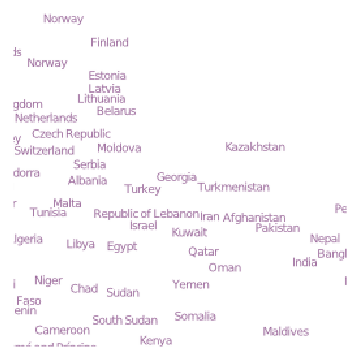 Norway
Finland
Norway
Estonia
Latvia
Lithuania
Belarus
gdom
Netherlands
Czech Republic
Moldova
Kazakhstan
Switzerland
Serbia
dorra
Albania
Georgia
Turkey
Turkmenistan
Malta
Tunisia
Republic of Lebanon
Iran
Afghanistan
Israel
Pakistan
Kuwait
Nepal
lgeria
Libya
Egypt
Qatar
Bangl
India
Oman
Niger
Chad
Yemen
Sudan
Faso
enin
South Sudan
Somalia
Cameroon
Maldives
Kenya